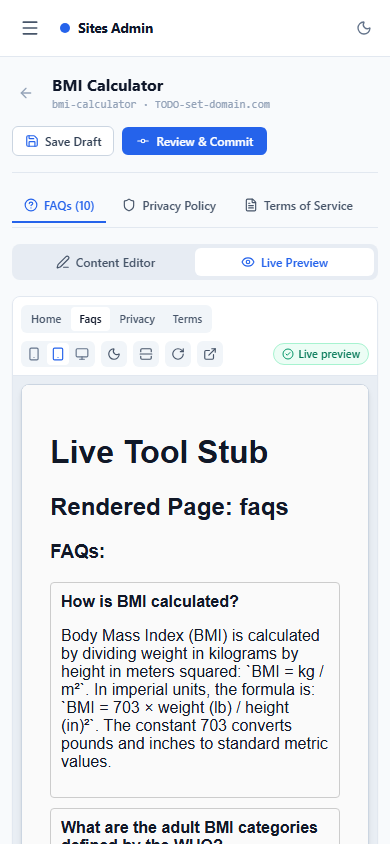 Sites Admin
BMI Calculator
bmi-calculator · TODO-set-domain.com
Save Draft
Review & Commit
FAQs (10)
Privacy Policy
Terms of Service
Content Editor
Live Preview
Home
Faqs
Privacy
Terms
Live preview
Live Tool Stub
Rendered Page: faqs
FAQs:
How is BMI calculated?
Body Mass Index (BMI) is calculated
by dividing weight in kilograms by
height in meters squared: `BMI = kg /
m²`. In imperial units, the formula is:
`BMI = 703 × weight (lb) / height
(in)²`. The constant 703 converts
pounds and inches to standard metric
values.
What are the adult BMI categories
defined by the WHO?